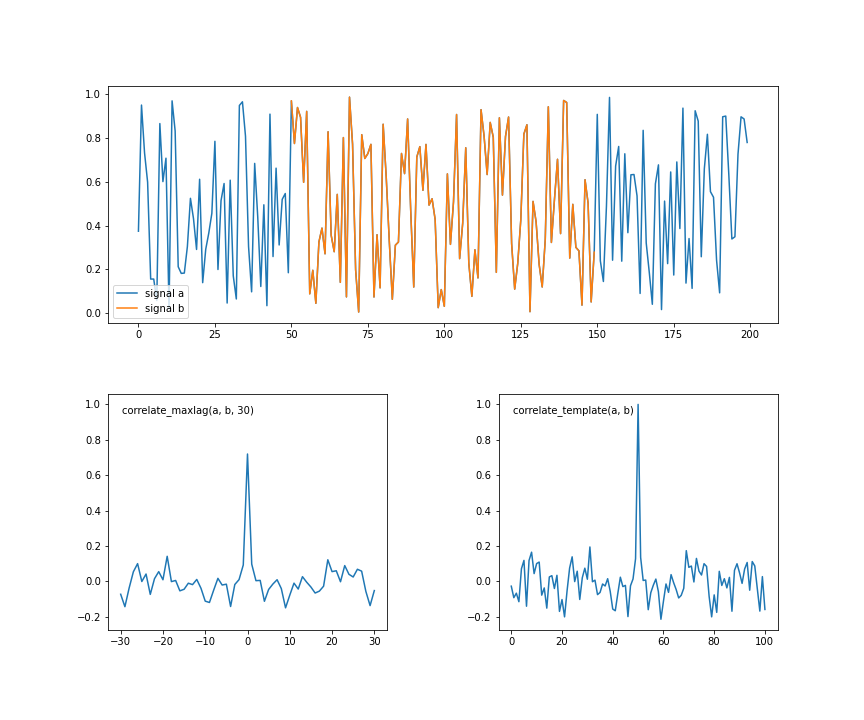 1.0
0.8
0.6
0.4
0.2
0.0
signal a
signal b
0 25 50 75 100 125 150 175 200
correlate_maxlag(a, b, 30)
1.0
0.8
0.6
0.4
0.2
0.0
−0.2
−30 −20 −10 0 10 20 30
correlate_template(a, b)
1.0
0.8
0.6
0.4
0.2
0.0
−0.2
0 20 40 60 80 100